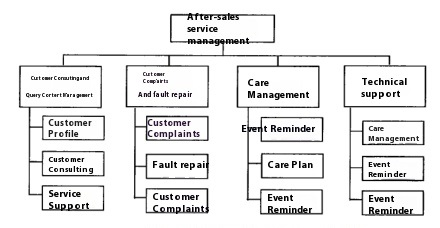 After-sales
service
management
Customer Consuting and
Query Content Management
Customer
Complaints
And fault repair
Care
Management
Technical
support
Customer
Profile
Customer
Consulting
Service
Support
Customer
Complaints
Fault repair
Customer
Complaints
Event Reminder
Care Plan
Event
Reminder
Care
Management
Event
Reminder
Event
Reminder